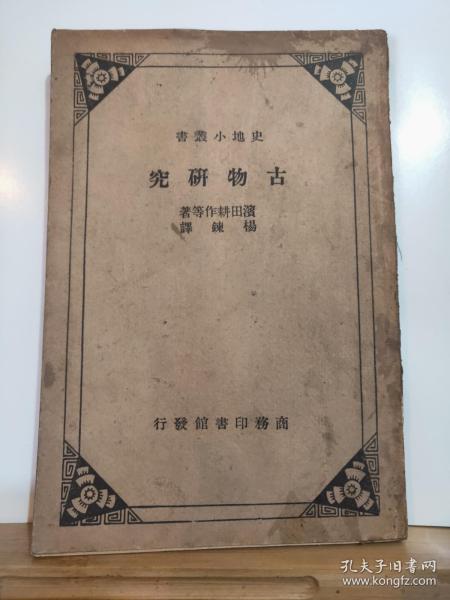 史地小叢書
古物研究
濱田耕作等著
楊鍊譯
商務印書館發行
孔夫子旧书网
www.kongfz.com